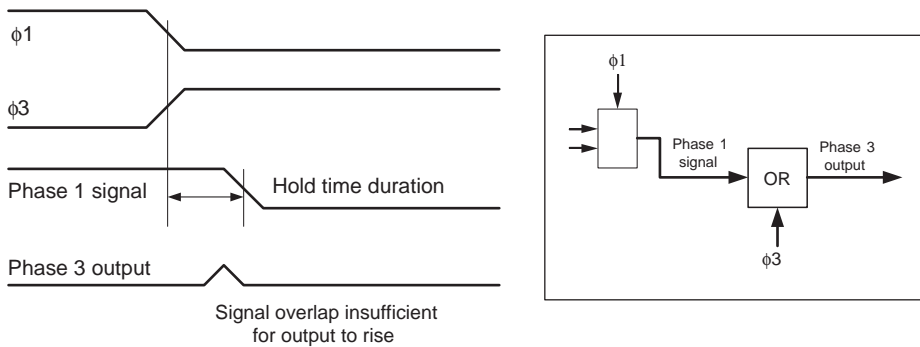 ϕ1
ϕ3
Phase 1 signal
Hold time duration
Phase 3 output
Signal overlap insufficient
for output to rise
ϕ1
Phase 1
signal
Phase 3
output
OR
ϕ3